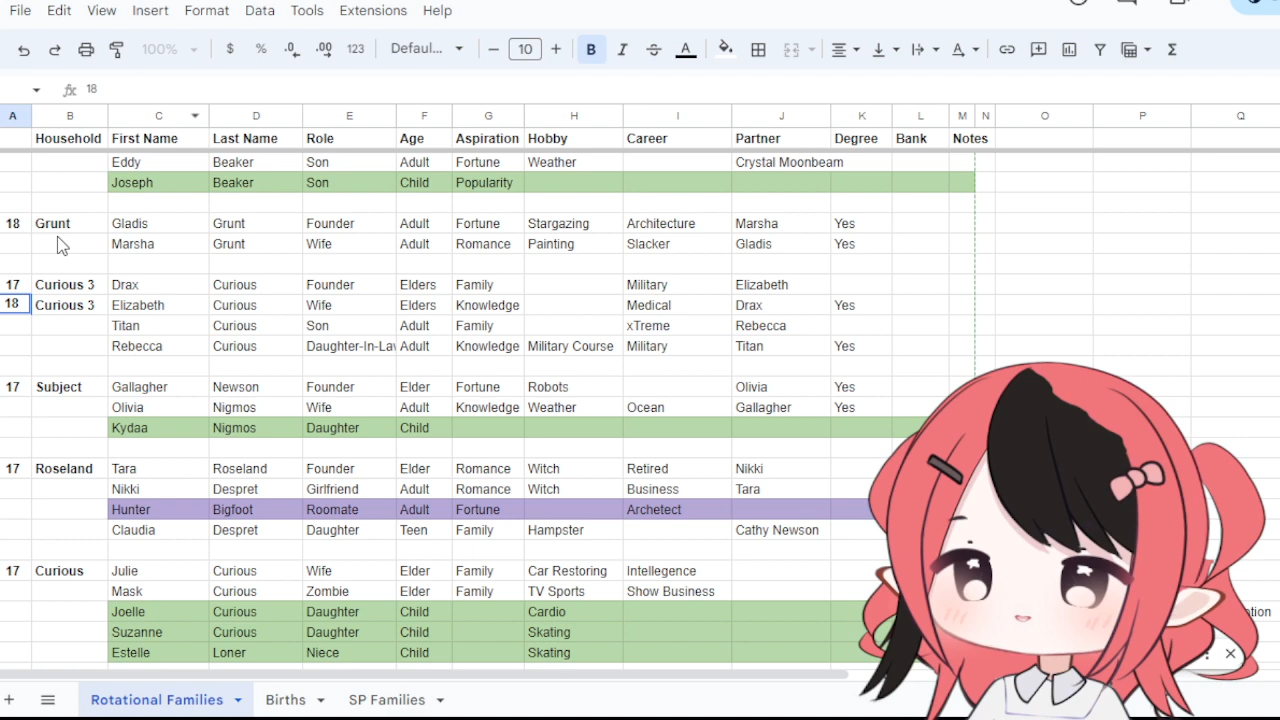 File Edit View Insert Format Data Tools Extensions Help
100% $ % .0 .00 123 Defaul... − 10 + B I A
fx 18
A B C D E F G H I J K L M N O P Q
Household First Name Last Name Role Age Aspiration Hobby Career Partner Degree Bank Notes
Eddy Beaker Son Adult Fortune Weather Crystal Moonbeam
Joseph Beaker Son Child Popularity
18 Grunt Gladis Grunt Founder Adult Fortune Stargazing Architecture Marsha Yes
Marsha Grunt Wife Adult Romance Painting Slacker Gladis Yes
17 Curious 3 Drax Curious Founder Elders Family Military Elizabeth
18 Curious 3 Elizabeth Curious Wife Elders Knowledge Medical Drax Yes
Titan Curious Son Adult Family xTreme Rebecca
Rebecca Curious Daughter-In-La Adult Knowledge Military Course Military Titan Yes
17 Subject Gallagher Newson Founder Elder Fortune Robots Olivia Yes
Olivia Nigmos Wife Adult Knowledge Weather Ocean Gallagher Yes
Kydaa Nigmos Daughter Child
17 Roseland Tara Roseland Founder Elder Romance Witch Retired Nikki
Nikki Despret Girlfriend Adult Romance Witch Business Tara
Hunter Bigfoot Roomate Adult Fortune Archetect
Claudia Despret Daughter Teen Family Hampster Cathy Newson
17 Curious Julie Curious Wife Elder Family Car Restoring Intellegence
Mask Curious Zombie Elder Family TV Sports Show Business
Joelle Curious Daughter Child Cardio
Suzanne Curious Daughter Child Skating
Estelle Loner Niece Child Skating
Rotational Families Births SP Families